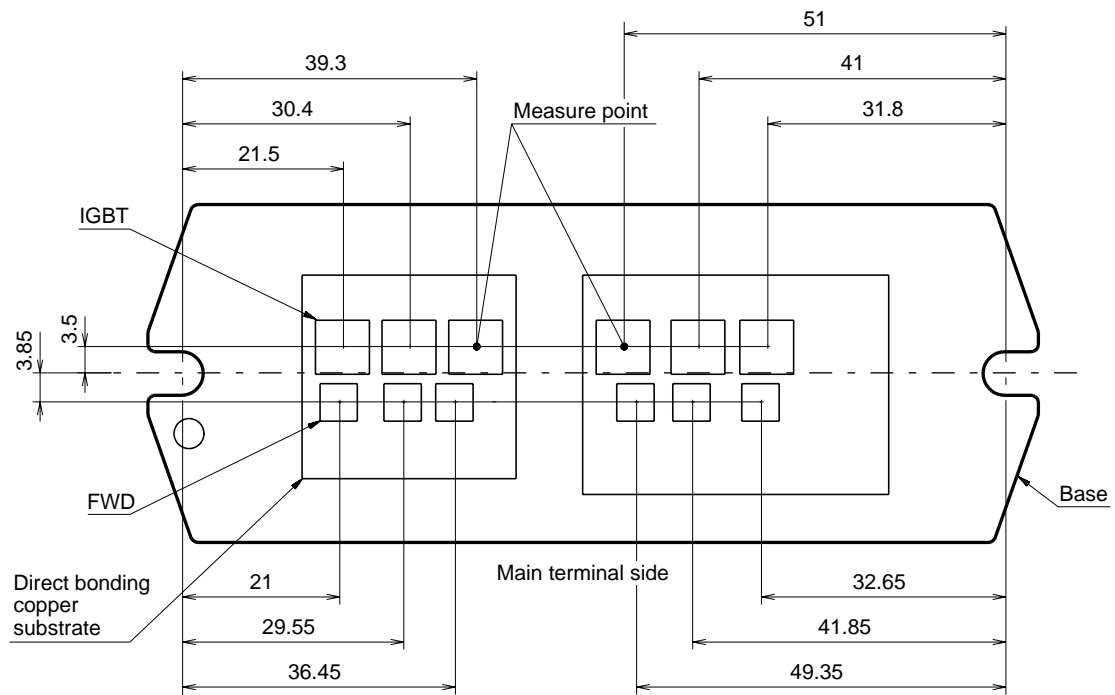 51
39.3
41
Measure point
30.4
31.8
21.5
IGBT
3.5
3.85
FWD
Base
Main terminal side
Direct bonding
copper
substrate
21
32.65
29.55
41.85
36.45
49.35